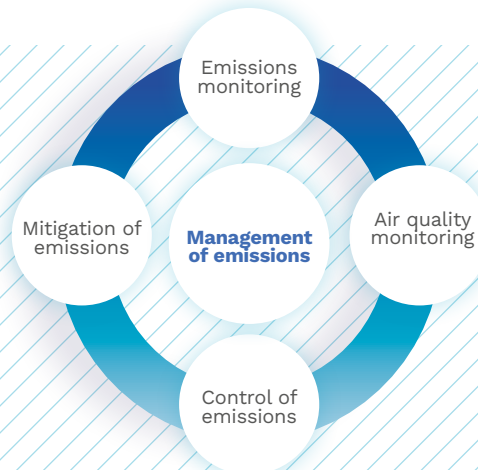 Emissions
monitoring
Mitigation of
emissions
Management
of emissions
Air quality
monitoring
Control of
emissions